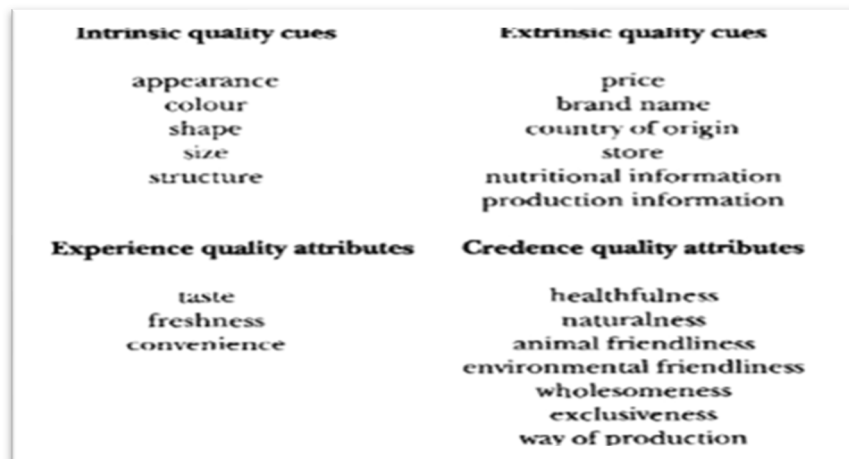 Intrinsic quality cues
appearance
colour
shape
size
structure
Extrinsic quality cues
price
brand name
country of origin
store
nutritional information
production information
Experience quality attributes
taste
freshness
convenience
Credence quality attributes
healthfulness
naturalness
animal friendliness
environmental friendliness
wholesomeness
exclusiveness
way of production